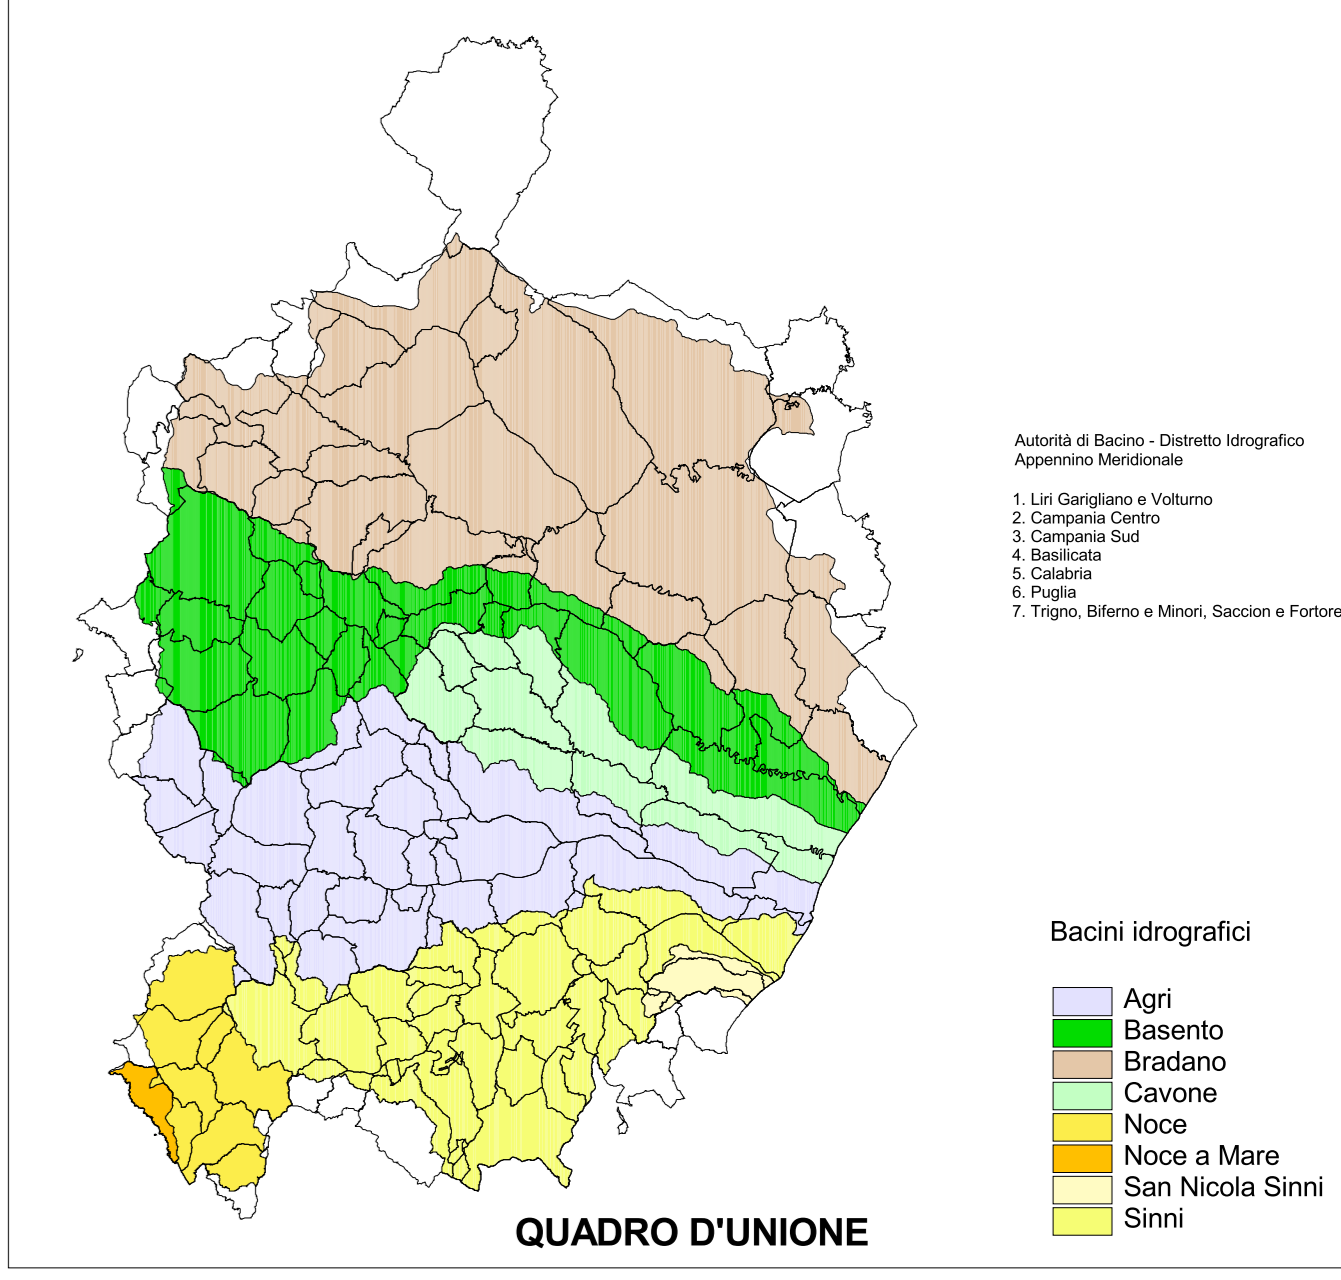 Autorità di Bacino - Distretto Idrografico
Appennino Meridionale
1. Liri Garigliano e Volturno
2. Campania Centro
3. Campania Sud
4. Basilicata
5. Calabria
6. Puglia
7. Trigno, Biferno e Minori, Saccion e Fortore
Bacini idrografici
Agri
Basento
Bradano
Cavone
Noce
Noce a Mare
San Nicola Sinni
Sinni
QUADRO D'UNIONE